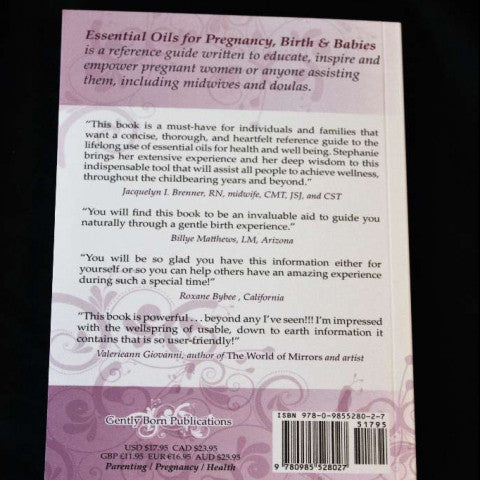 Essential Oils for Pregnancy, Birth & Babies
is a reference guide written to educate, inspire and
empower pregnant women or anyone assisting
them, including midwives and doulas.
"This book is a must-have for individuals and families that
want a concise, thorough, and heartfelt reference guide to the
lifelong use of essential oils for health and well being. Stephanie
brings her extensive experience and her deep wisdom to this
indispensable tool that will assist all people to achieve wellness,
throughout the childbearing years and beyond."
Jacquelyn I. Brenner, RN, midwife, CMT, JSJ, and CST
"You will find this book to be an invaluable aid to guide you
naturally through a gentle birth experience."
Billye Matthews, LM, Arizona
"You will be so glad you have this information either for
yourself or so you can help others have an amazing experience
during such a special time!"
Roxane Bybee, California
"This book is powerful . . . beyond any I've seen!!! I'm impressed
with the wellspring of usable, down to earth information it
contains that is so user-friendly!"
Valerieann Giovanni, author of The World of Mirrors and artist
Gently Born Publications
USD $17.95 CAD $23.95
GBP £11.95 EUR €16.95 AUD $25.95
Parenting / Pregnancy / Health
ISBN 978-0-9855280-2-7
51795
9 780985 528027